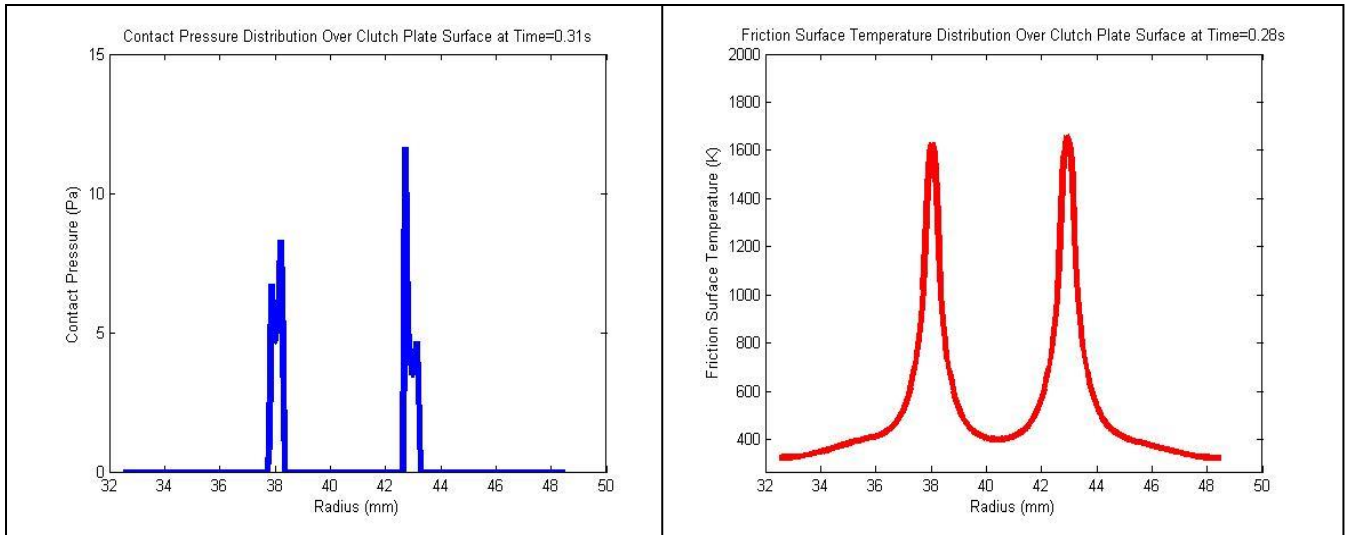 Contact Pressure Distribution Over Clutch Plate Surface at Time=0.31s
15
10
5
0
Contact Pressure (Pa)
32 34 36 38 40 42 44 46 48 50
Radius (mm)
Friction Surface Temperature Distribution Over Clutch Plate Surface at Time=0.28s
2000
1800
1600
1400
1200
1000
800
600
400
Friction Surface Temperature (K)
32 34 36 38 40 42 44 46 48 50
Radius (mm)